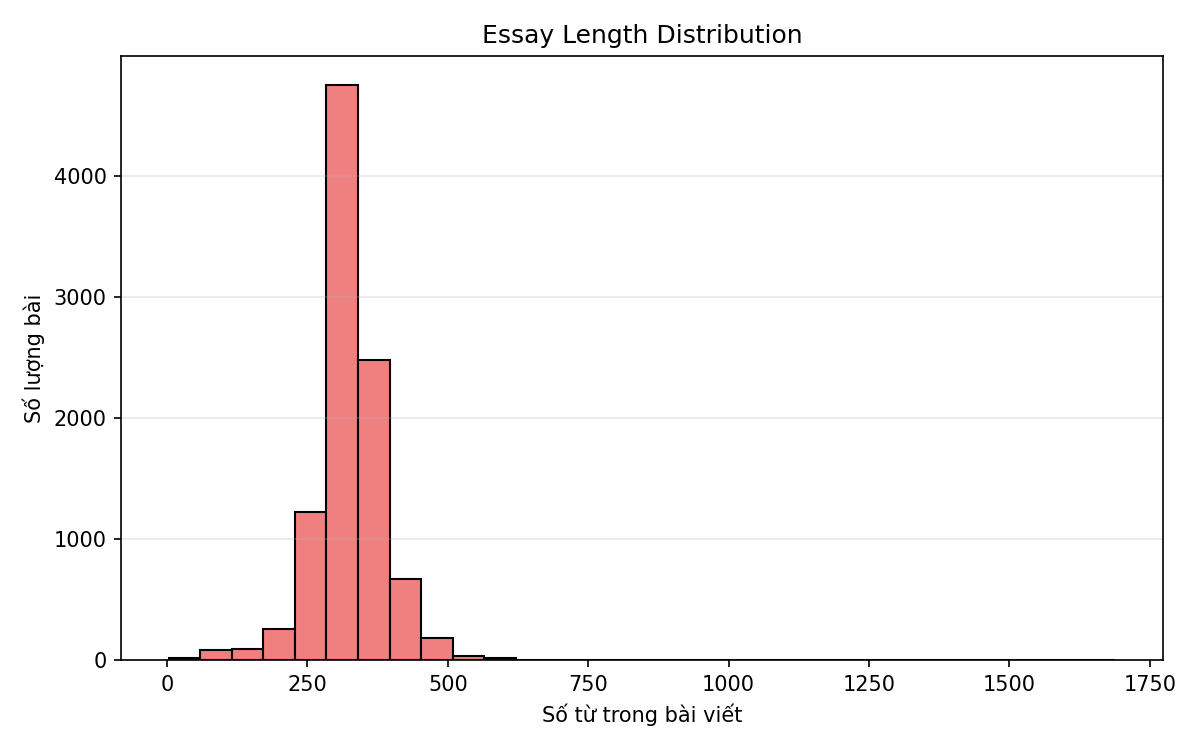 Essay Length Distribution
Số lượng bài
4000
3000
2000
1000
0
0 250 500 750 1000 1250 1500 1750
Số từ trong bài viết